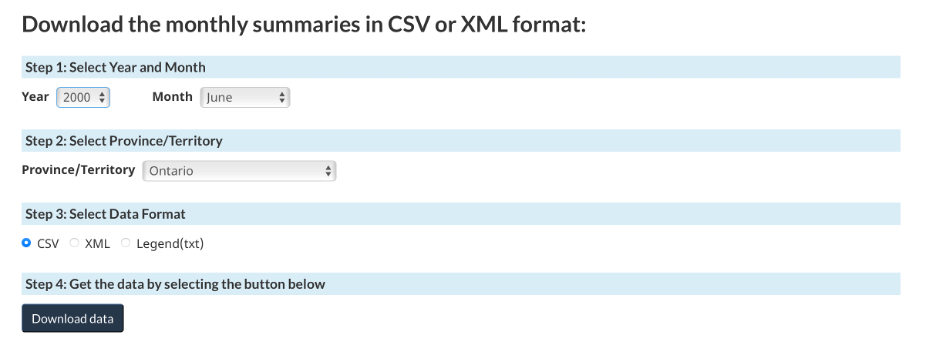 Download the monthly summaries in CSV or XML format:
Step 1: Select Year and Month
Year 2000 Month June
Step 2: Select Province/Territory
Province/Territory Ontario
Step 3: Select Data Format
CSV XML Legend(txt)
Step 4: Get the data by selecting the button below
Download data